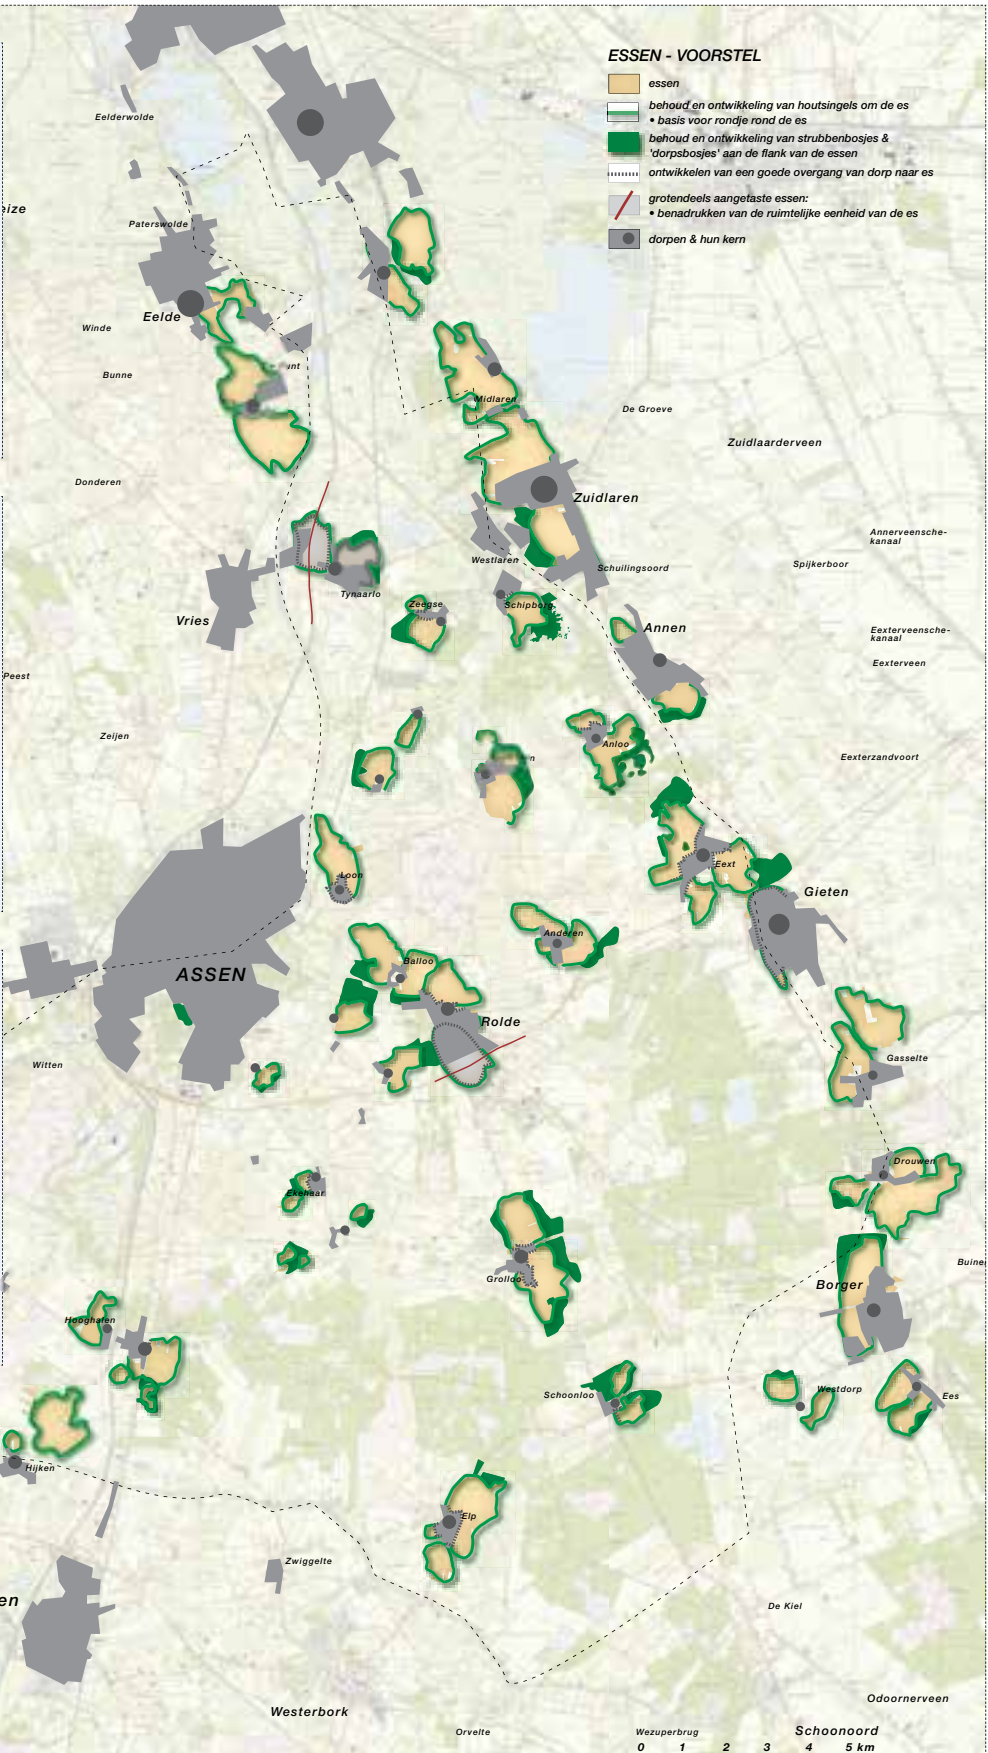 ESSEN - VOORSTEL
essen
behoud en ontwikkeling van houtsingels om de es
• basis voor rondje rond de es
behoud en ontwikkeling van strubbenbosjes &
'dorpsbosjes' aan de flank van de essen
ontwikkelen van een goede overgang van dorp naar es
grotendeels aangetaste essen:
• benadrukken van de ruimtelijke eenheid van de es
dorpen & hun kern
Eelderwolde
eize
Paterswolde
Eelde
Winde
Bunne
Midlaren
De Groeve
Zuidlaarderveen
Donderen
Zuidlaren
Annerveensche-
kanaal
Westlaren
Schuilingsoord
Spijkerboor
Tynaarlo
Vries
Zeegse
Schipborg
Annen
Eexterveensche-
kanaal
Eexterveen
Peest
Zeijen
Anloo
Eexterzandvoort
Eext
Loon
Gieten
Anderen
Balloo
ASSEN
Rolde
Witten
Gasselte
Drouwen
Ekehaar
Buine
Grolloo
Borger
Hooghalen
Schoonloo
Westdorp
Ees
Hijken
Elp
Zwiggelte
en
De Kiel
Odoornerveen
Westerbork
Orvelte
Wezuperbrug
Schoonoord
0 1 2 3 4 5 km